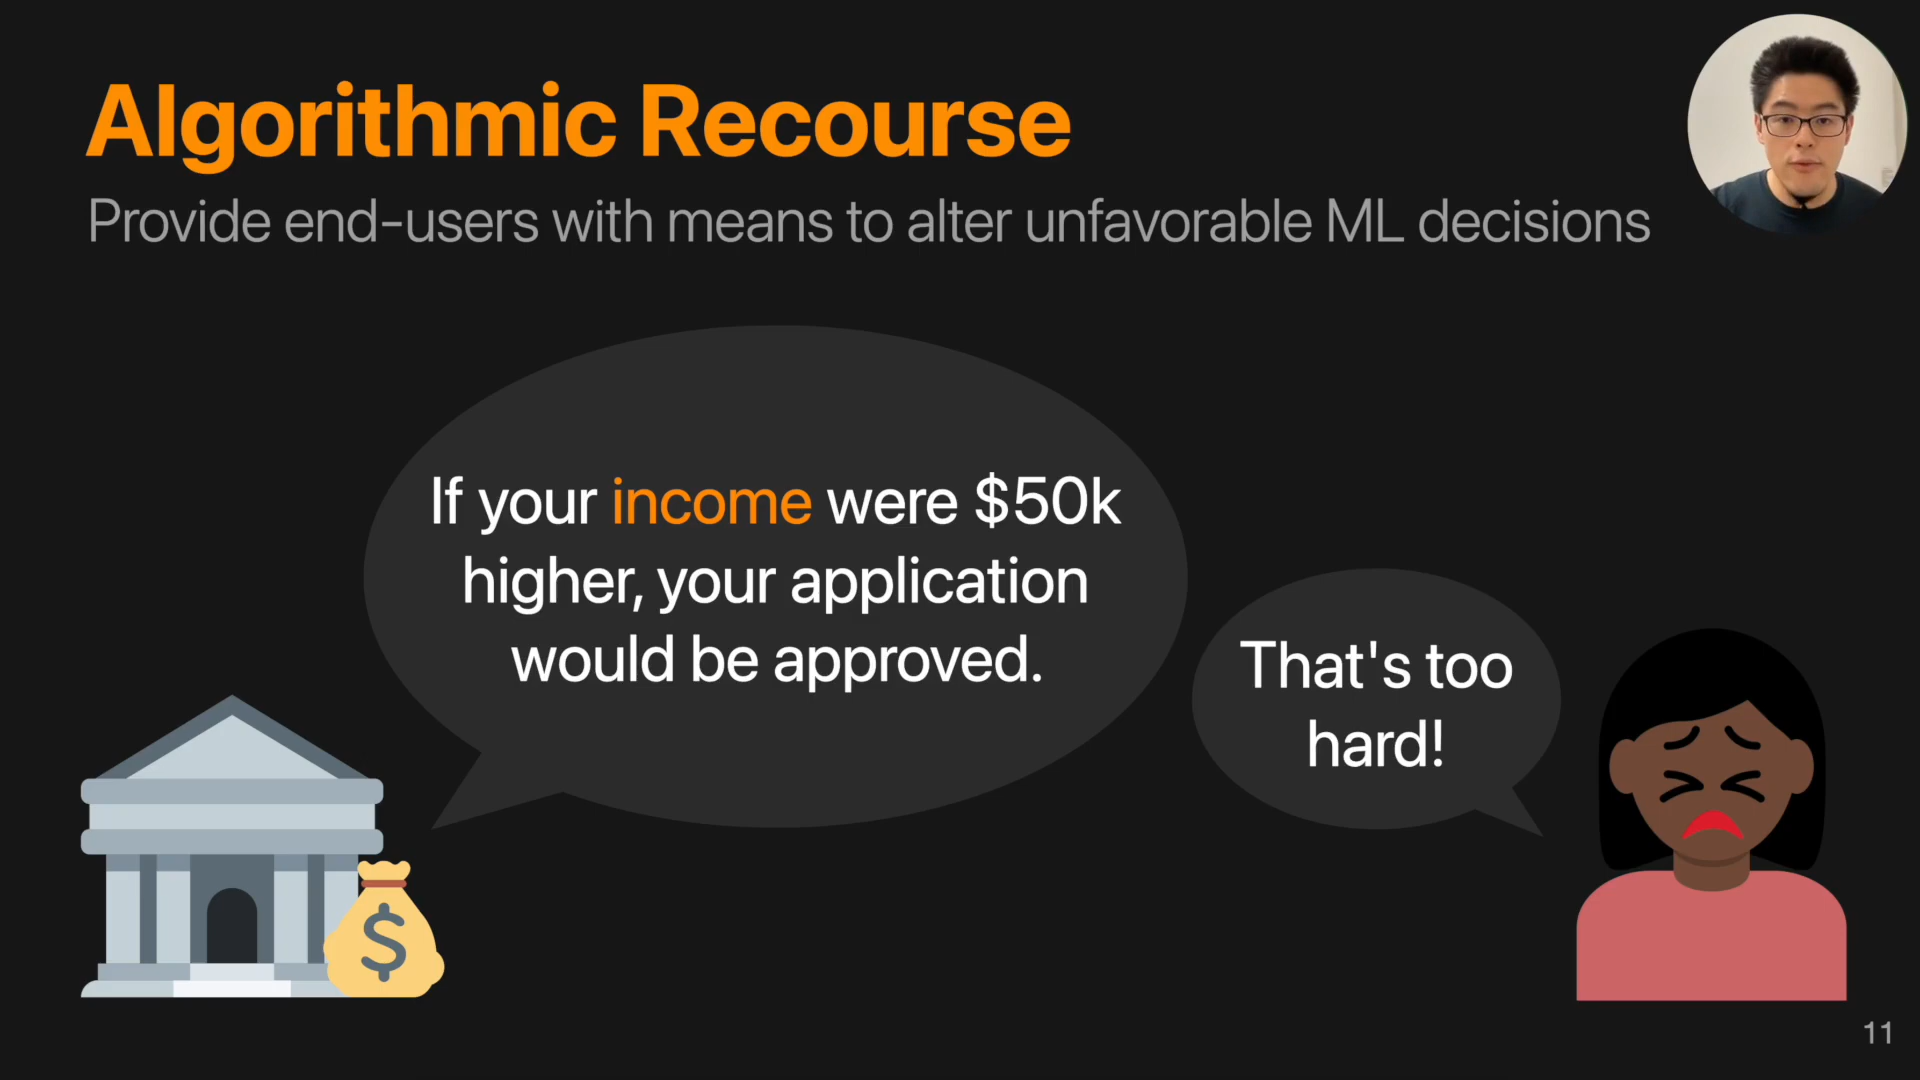 Algorithmic Recourse
Provide end-users with means to alter unfavorable ML decisions
If your income were $50k
higher, your application
would be approved.
That's too
hard!
$
11